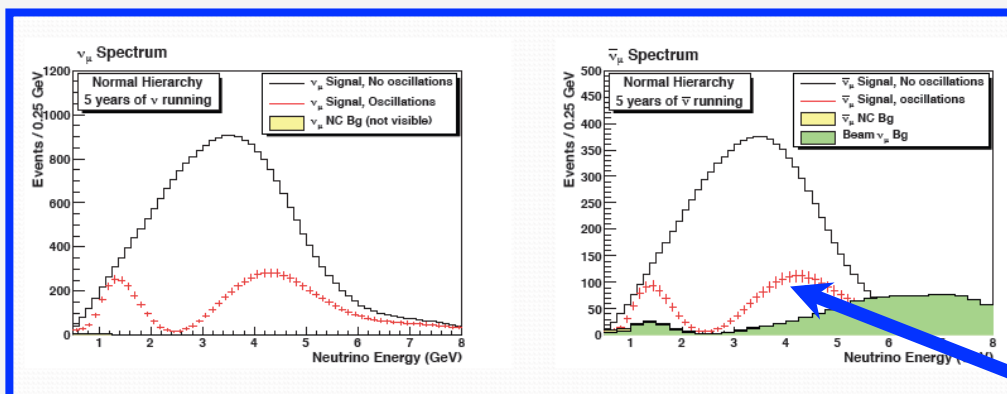 νμ Spectrum
Events / 0.25 GeV
1200
1000
800
600
400
200
0
Normal Hierarchy
5 years of ν running
νμ Signal, No oscillations
νμ Signal, Oscillations
νμ NC Bg (not visible)
1 2 3 4 5 6 7 8
Neutrino Energy (GeV)
ν̄μ Spectrum
Events / 0.25 GeV
500
450
400
350
300
250
200
150
100
50
0
Normal Hierarchy
5 years of ν̄ running
ν̄μ Signal, No oscillations
ν̄μ Signal, oscillations
ν̄μ NC Bg
Beam νμ Bg
1 2 3 4 5 6 7 8
Neutrino Energy (GeV)